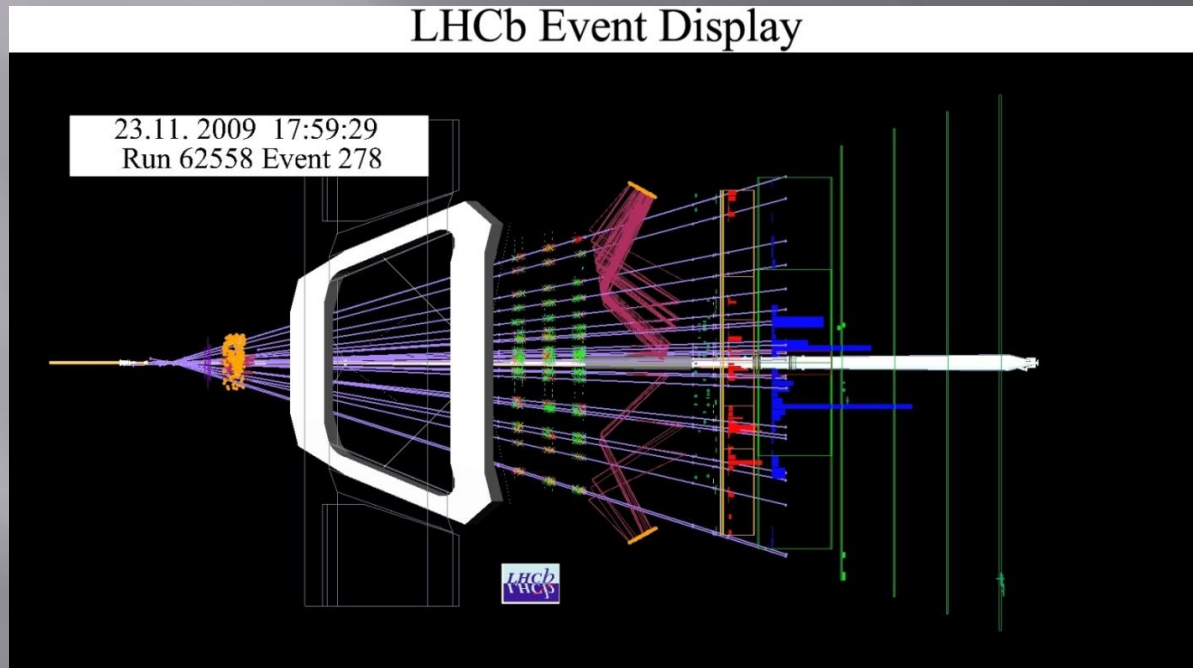 LHCb Event Display
23.11. 2009 17:59:29
Run 62558 Event 278
LHCb